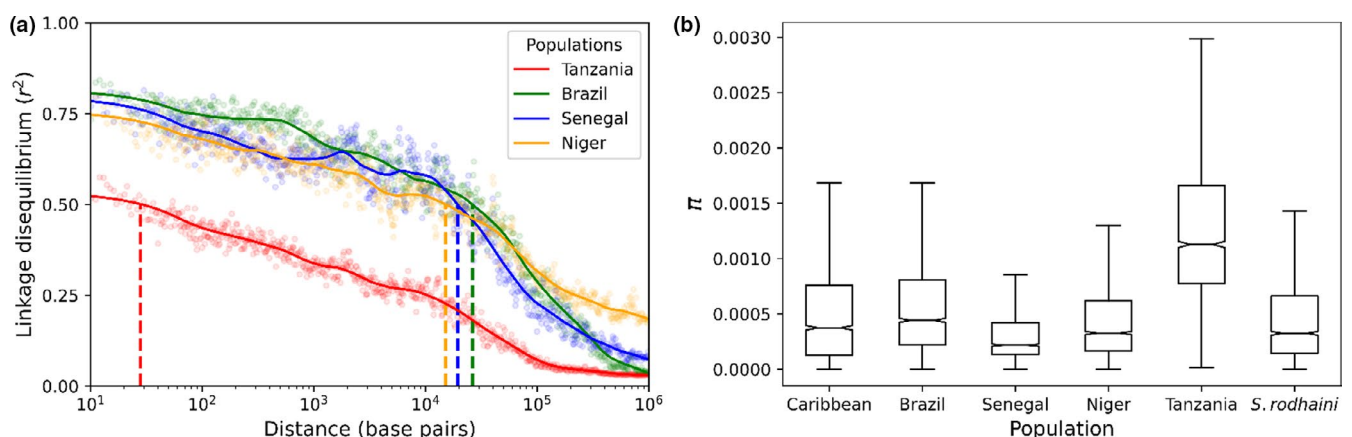 (a)
1.00
0.75
0.50
0.25
0.00
Linkage disequilibrium (r²)
10¹ 10² 10³ 10⁴ 10⁵ 10⁶
Distance (base pairs)
Populations
Tanzania
Brazil
Senegal
Niger
(b)
0.0030
0.0025
0.0020
0.0015
0.0010
0.0005
0.0000
π
Caribbean Brazil Senegal Niger Tanzania S. rodhaini
Population